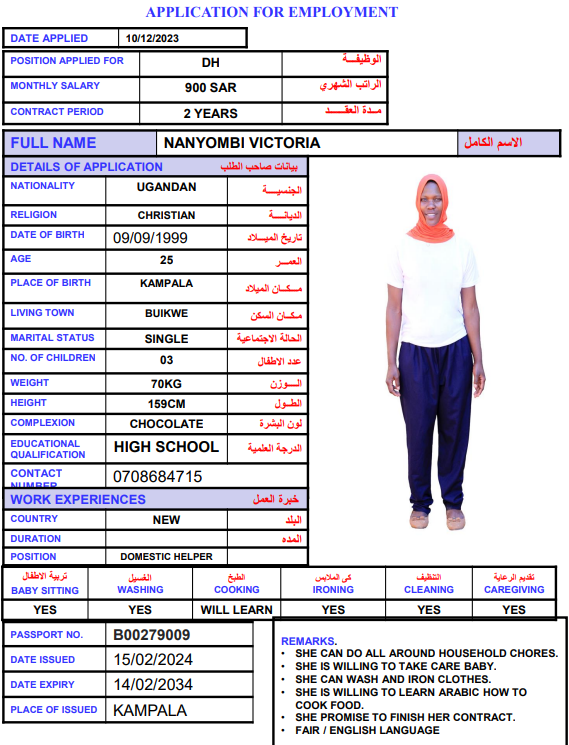 APPLICATION FOR EMPLOYMENT
DATE APPLIED 10/12/2023
POSITION APPLIED FOR DH الوظيفـــة
MONTHLY SALARY 900 SAR الراتب الشهري
CONTRACT PERIOD 2 YEARS مـدة العقـــد
FULL NAME NANYOMBI VICTORIA الاسم الكامل
DETAILS OF APPLICATION بيانات صاحب الطلب
NATIONALITY UGANDAN الجنسيـــة
RELIGION CHRISTIAN الديانـــة
DATE OF BIRTH 09/09/1999 تاريخ الميــلاد
AGE 25 العمـــر
PLACE OF BIRTH KAMPALA مـكـــان الميلاد
LIVING TOWN BUIKWE مـكـــان السكن
MARITAL STATUS SINGLE الحالة الاجتماعية
NO. OF CHILDREN 03 عدد الاطفال
WEIGHT 70KG الـــوزن
HEIGHT 159CM الطـــول
COMPLEXION CHOCOLATE لون البشرة
EDUCATIONAL QUALIFICATION HIGH SCHOOL الدرجة العلمية
CONTACT NUMBER 0708684715
WORK EXPERIENCES خبرة العمل
COUNTRY NEW البلد
DURATION المده
POSITION DOMESTIC HELPER
تربية الاطفال الغسيل الطبخ كى الملابس التنظيف تقديم الرعاية
BABY SITTING WASHING COOKING IRONING CLEANING CAREGIVING
YES YES WILL LEARN YES YES YES
PASSPORT NO. B00279009
DATE ISSUED 15/02/2024
DATE EXPIRY 14/02/2034
PLACE OF ISSUED KAMPALA
REMARKS.
• SHE CAN DO ALL AROUND HOUSEHOLD CHORES.
• SHE IS WILLING TO TAKE CARE BABY.
• SHE CAN WASH AND IRON CLOTHES.
• SHE IS WILLING TO LEARN ARABIC HOW TO
COOK FOOD.
• SHE PROMISE TO FINISH HER CONTRACT.
• FAIR / ENGLISH LANGUAGE